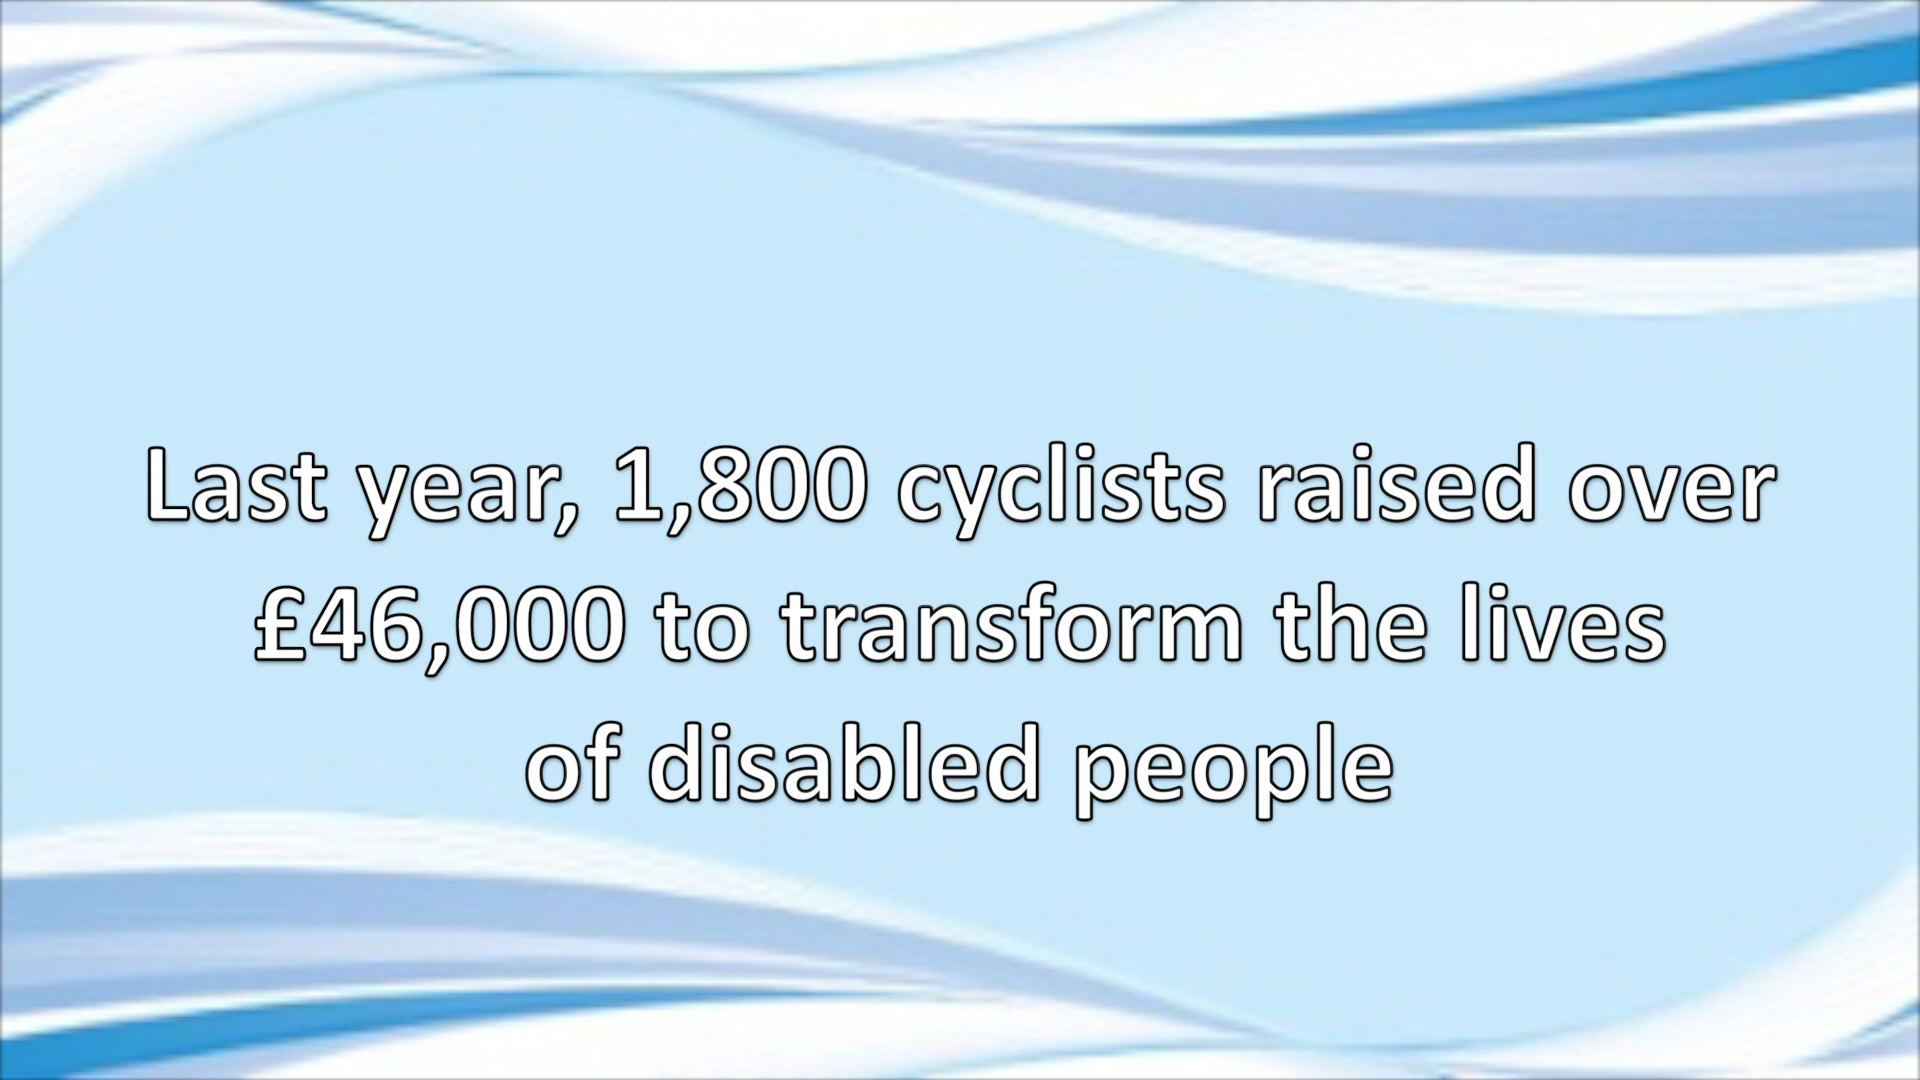 Last year, 1,800 cyclists raised over
£46,000 to transform the lives
of disabled people